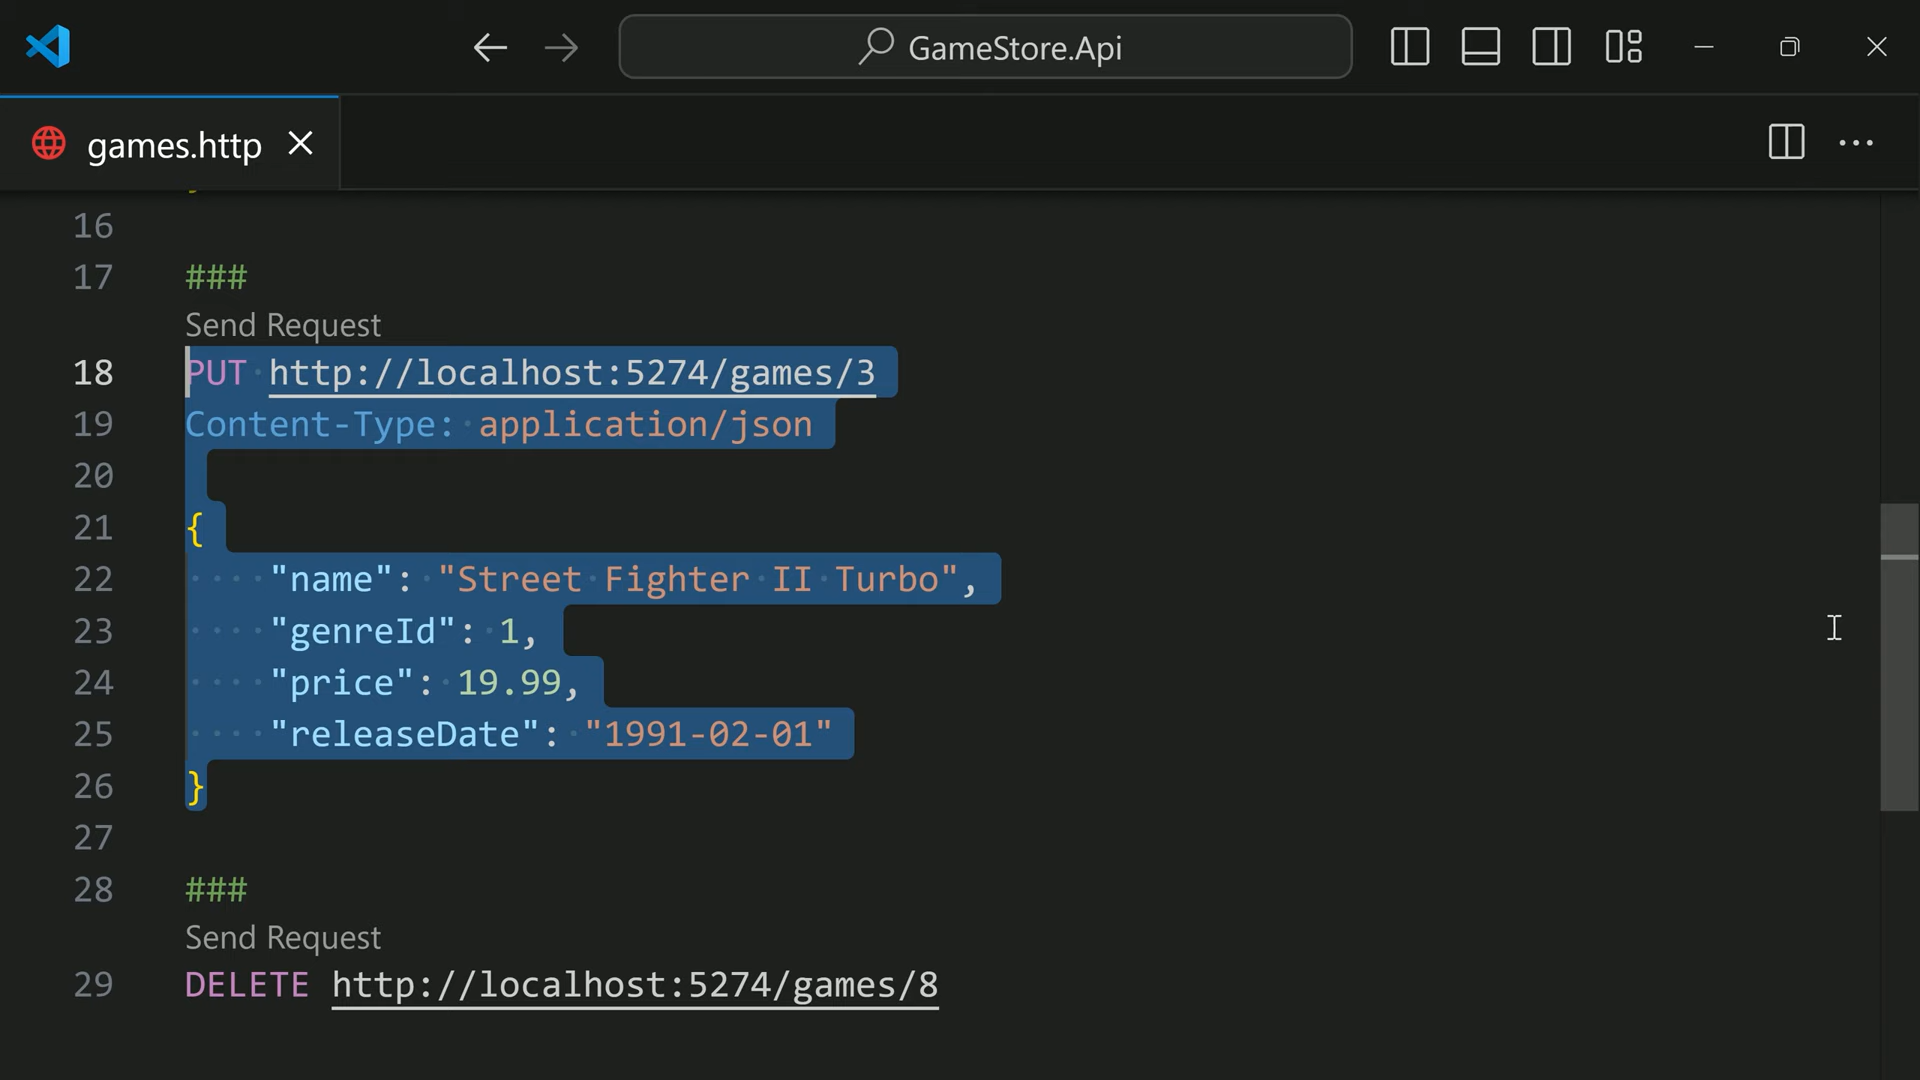 GameStore.Api
games.http
16
17 ###
Send Request
18 PUT http://localhost:5274/games/3
19 Content-Type: application/json
20
21 {
22 "name": "Street Fighter II Turbo",
23 "genreId": 1,
24 "price": 19.99,
25 "releaseDate": "1991-02-01"
26 }
27
28 ###
Send Request
29 DELETE http://localhost:5274/games/8